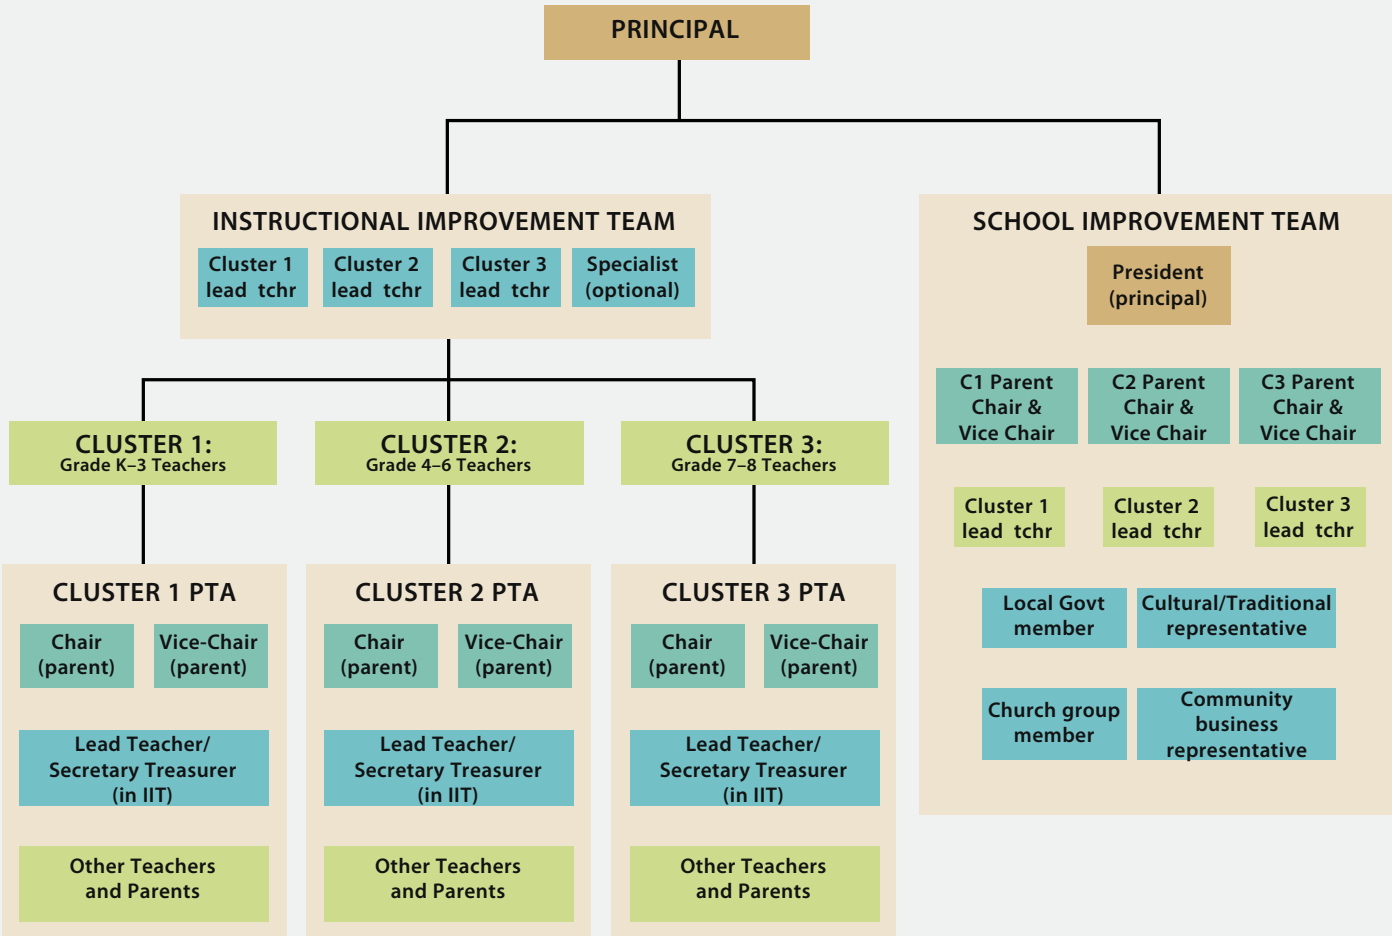 PRINCIPAL
INSTRUCTIONAL IMPROVEMENT TEAM
Cluster 1
lead tchr
Cluster 2
lead tchr
Cluster 3
lead tchr
Specialist
(optional)
SCHOOL IMPROVEMENT TEAM
President
(principal)
C1 Parent
Chair &
Vice Chair
C2 Parent
Chair &
Vice Chair
C3 Parent
Chair &
Vice Chair
Cluster 1
lead tchr
Cluster 2
lead tchr
Cluster 3
lead tchr
Local Govt
member
Cultural/Traditional
representative
Church group
member
Community
business
representative
CLUSTER 1:
Grade K–3 Teachers
CLUSTER 2:
Grade 4–6 Teachers
CLUSTER 3:
Grade 7–8 Teachers
CLUSTER 1 PTA
Chair
(parent)
Vice-Chair
(parent)
Lead Teacher/
Secretary Treasurer
(in IIT)
Other Teachers
and Parents
CLUSTER 2 PTA
Chair
(parent)
Vice-Chair
(parent)
Lead Teacher/
Secretary Treasurer
(in IIT)
Other Teachers
and Parents
CLUSTER 3 PTA
Chair
(parent)
Vice-Chair
(parent)
Lead Teacher/
Secretary Treasurer
(in IIT)
Other Teachers
and Parents